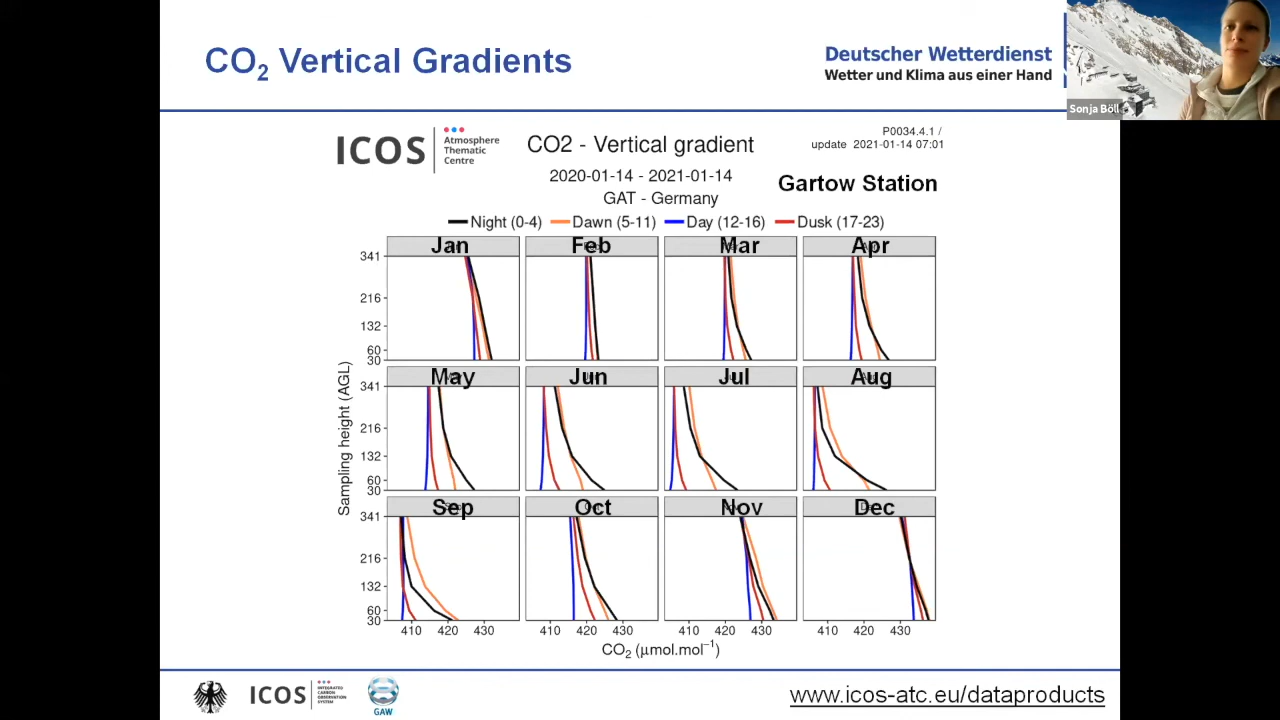 CO₂ Vertical Gradients
Deutscher Wetterdienst
Wetter und Klima aus einer Hand
Sonja Böll
ICOS
Atmosphere
Thematic
Centre
CO2 - Vertical gradient
P0034.4.1 /
update 2021-01-14 07:01
2020-01-14 - 2021-01-14
Gartow Station
GAT - Germany
Night (0-4) Dawn (5-11) Day (12-16) Dusk (17-23)
Jan Feb Mar Apr
341
216
132
60
30
May Jun Jul Aug
341
216
132
60
30
Sep Oct Nov Dec
341
216
132
60
30
Sampling height (AGL)
410 420 430 410 420 430 410 420 430 410 420 430
CO₂ (μmol.mol⁻¹)
ICOS
INTEGRATED
CARBON
OBSERVATION
SYSTEM
GAW
www.icos-atc.eu/dataproducts